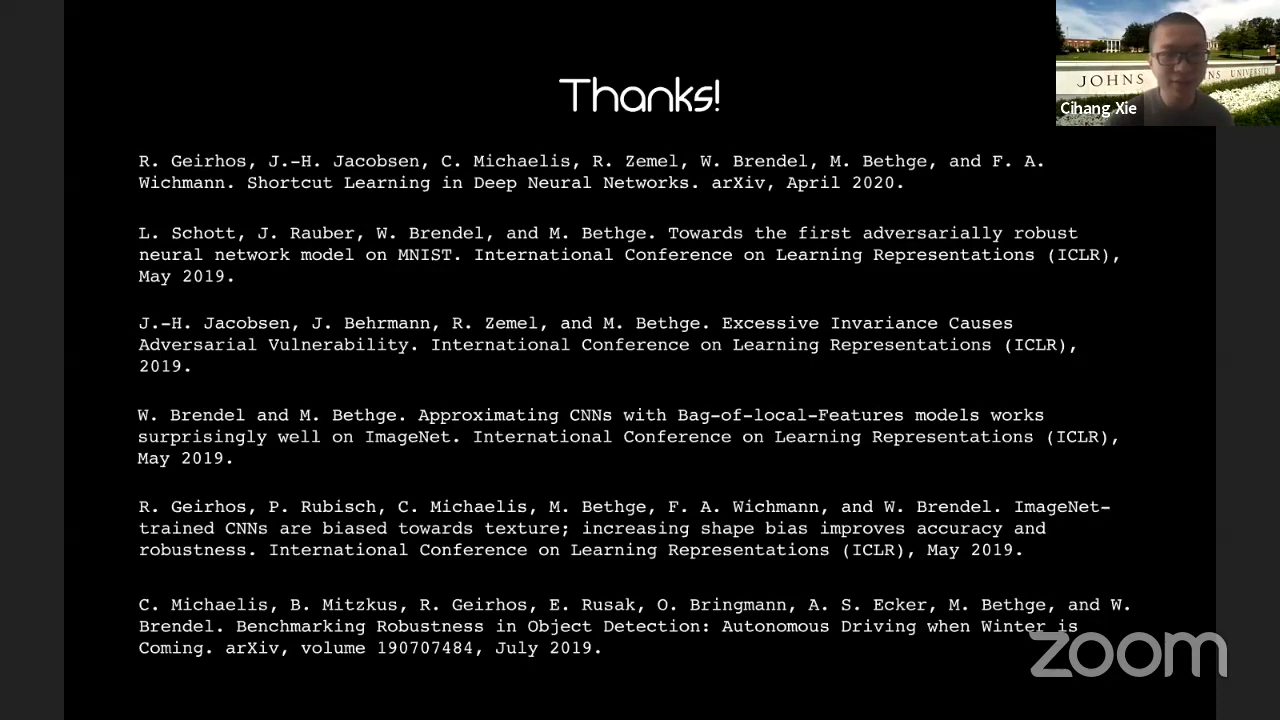 Thanks!
JOHNS
NS UNIVERSITY
Cihang Xie
R. Geirhos, J.-H. Jacobsen, C. Michaelis, R. Zemel, W. Brendel, M. Bethge, and F. A.
Wichmann. Shortcut Learning in Deep Neural Networks. arXiv, April 2020.
L. Schott, J. Rauber, W. Brendel, and M. Bethge. Towards the first adversarially robust
neural network model on MNIST. International Conference on Learning Representations (ICLR),
May 2019.
J.-H. Jacobsen, J. Behrmann, R. Zemel, and M. Bethge. Excessive Invariance Causes
Adversarial Vulnerability. International Conference on Learning Representations (ICLR),
2019.
W. Brendel and M. Bethge. Approximating CNNs with Bag-of-local-Features models works
surprisingly well on ImageNet. International Conference on Learning Representations (ICLR),
May 2019.
R. Geirhos, P. Rubisch, C. Michaelis, M. Bethge, F. A. Wichmann, and W. Brendel. ImageNet-
trained CNNs are biased towards texture; increasing shape bias improves accuracy and
robustness. International Conference on Learning Representations (ICLR), May 2019.
C. Michaelis, B. Mitzkus, R. Geirhos, E. Rusak, O. Bringmann, A. S. Ecker, M. Bethge, and W.
Brendel. Benchmarking Robustness in Object Detection: Autonomous Driving when Winter is
Coming. arXiv, volume 190707484, July 2019.
zoom